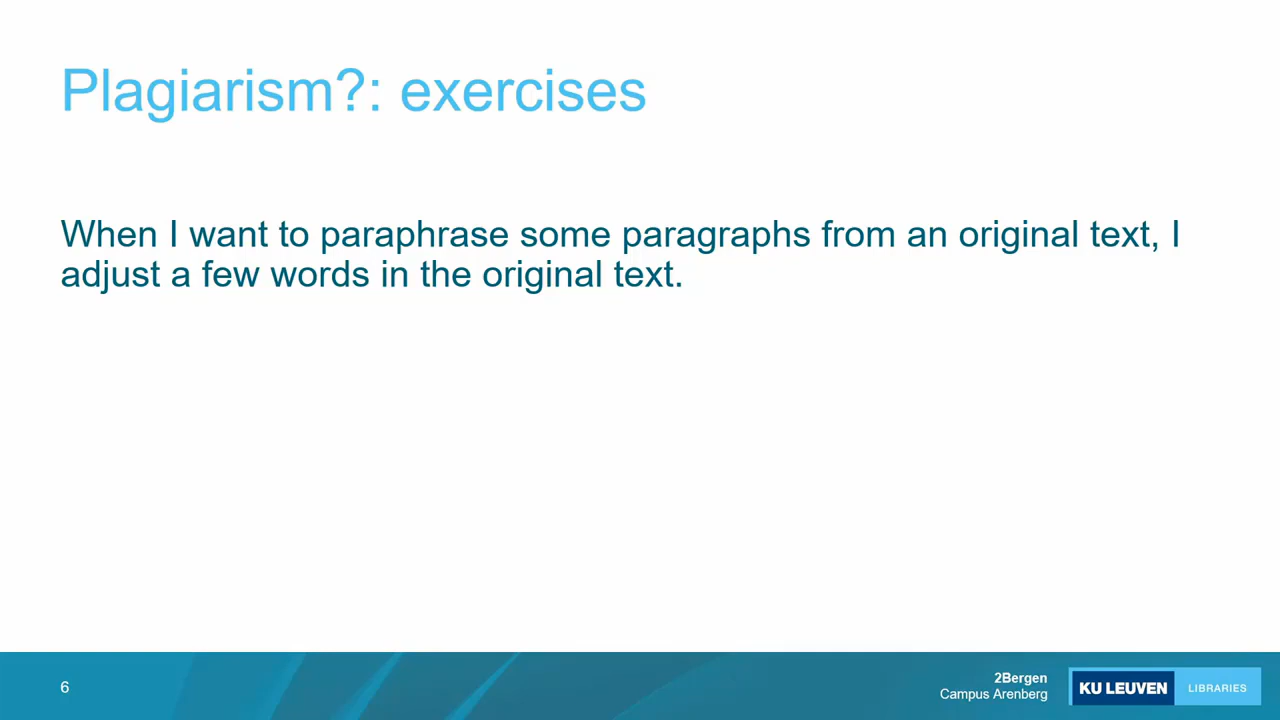 Plagiarism?: exercises
When I want to paraphrase some paragraphs from an original text, I
adjust a few words in the original text.
6
2Bergen
Campus Arenberg
KU LEUVEN LIBRARIES